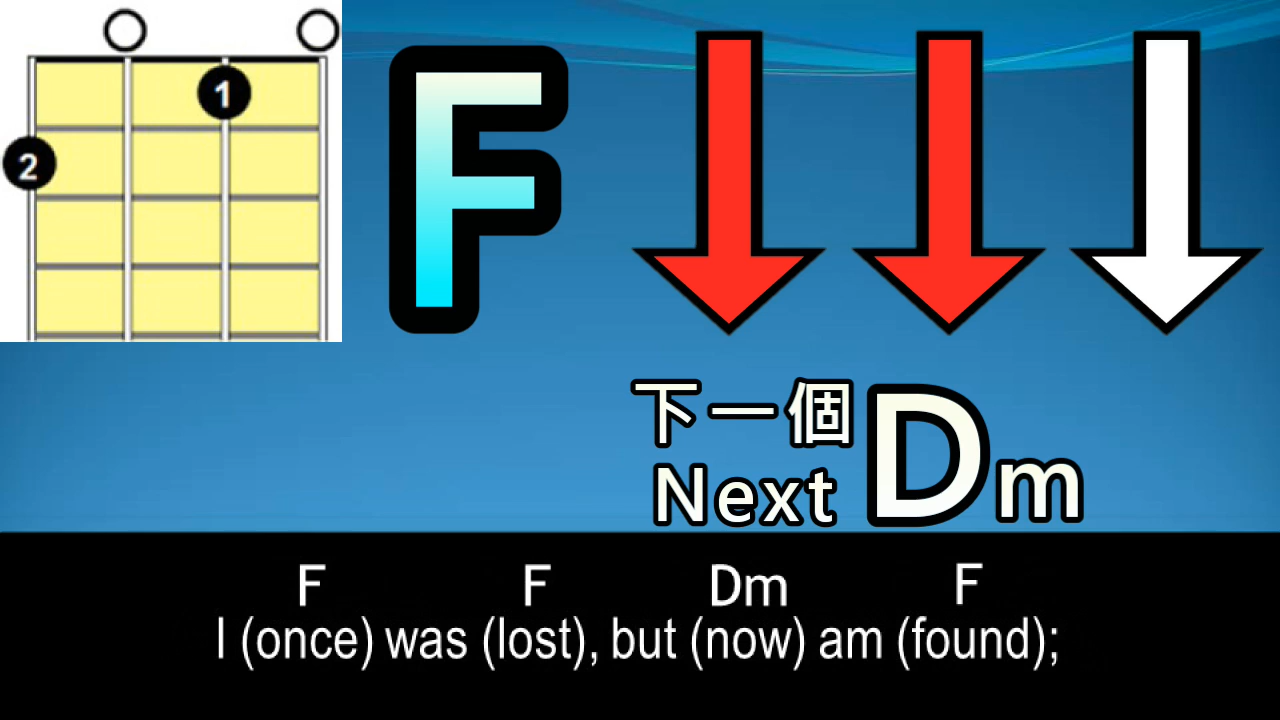 1
2
F
下一個
Next Dm
F F Dm F
I (once) was (lost), but (now) am (found);